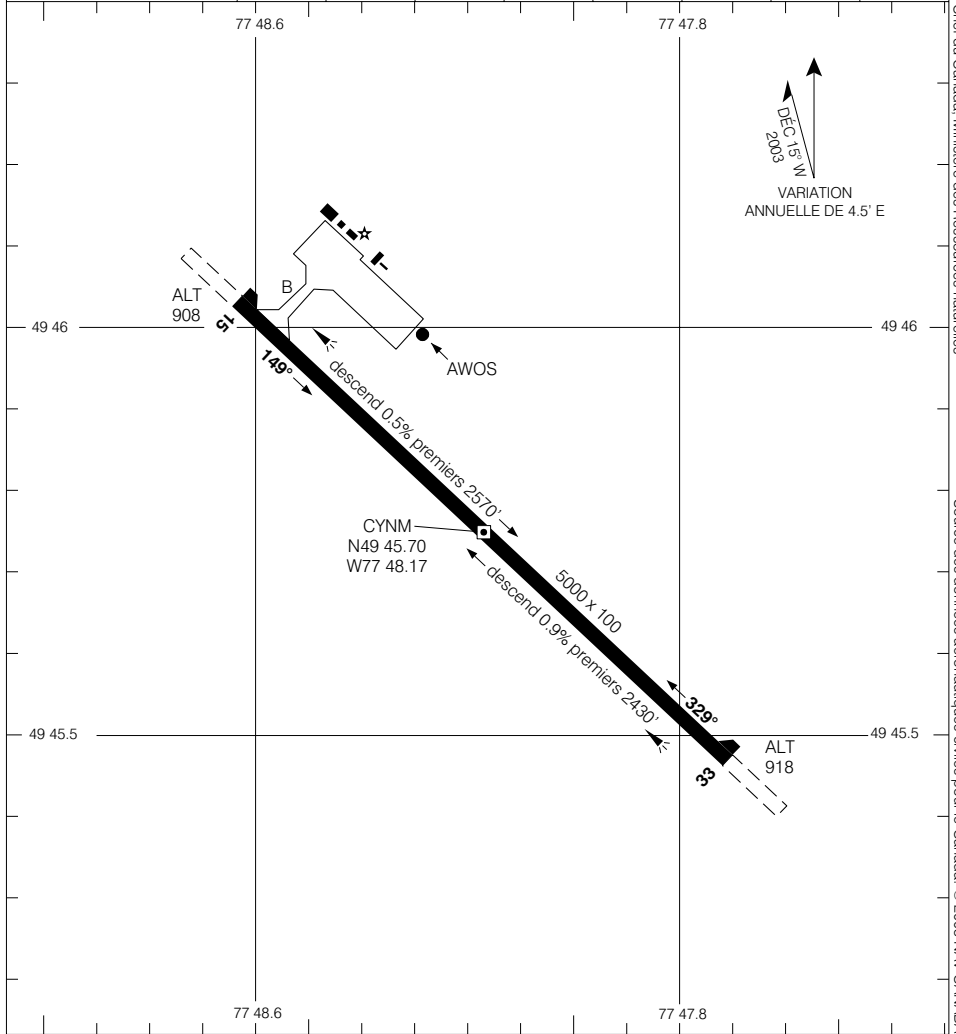 77 48.6
77 47.8
DÉC 15° W
2003
VARIATION
ANNUELLE DE 4.5' E
B
ALT
908
15
49 46
49 46
149°
AWOS
descend 0.5% premiers 2570'
CYNM
N49 45.70
W77 48.17
5000 x 100
descend 0.9% premiers 2430'
329°
49 45.5
49 45.5
ALT
918
33
77 48.6
77 47.8